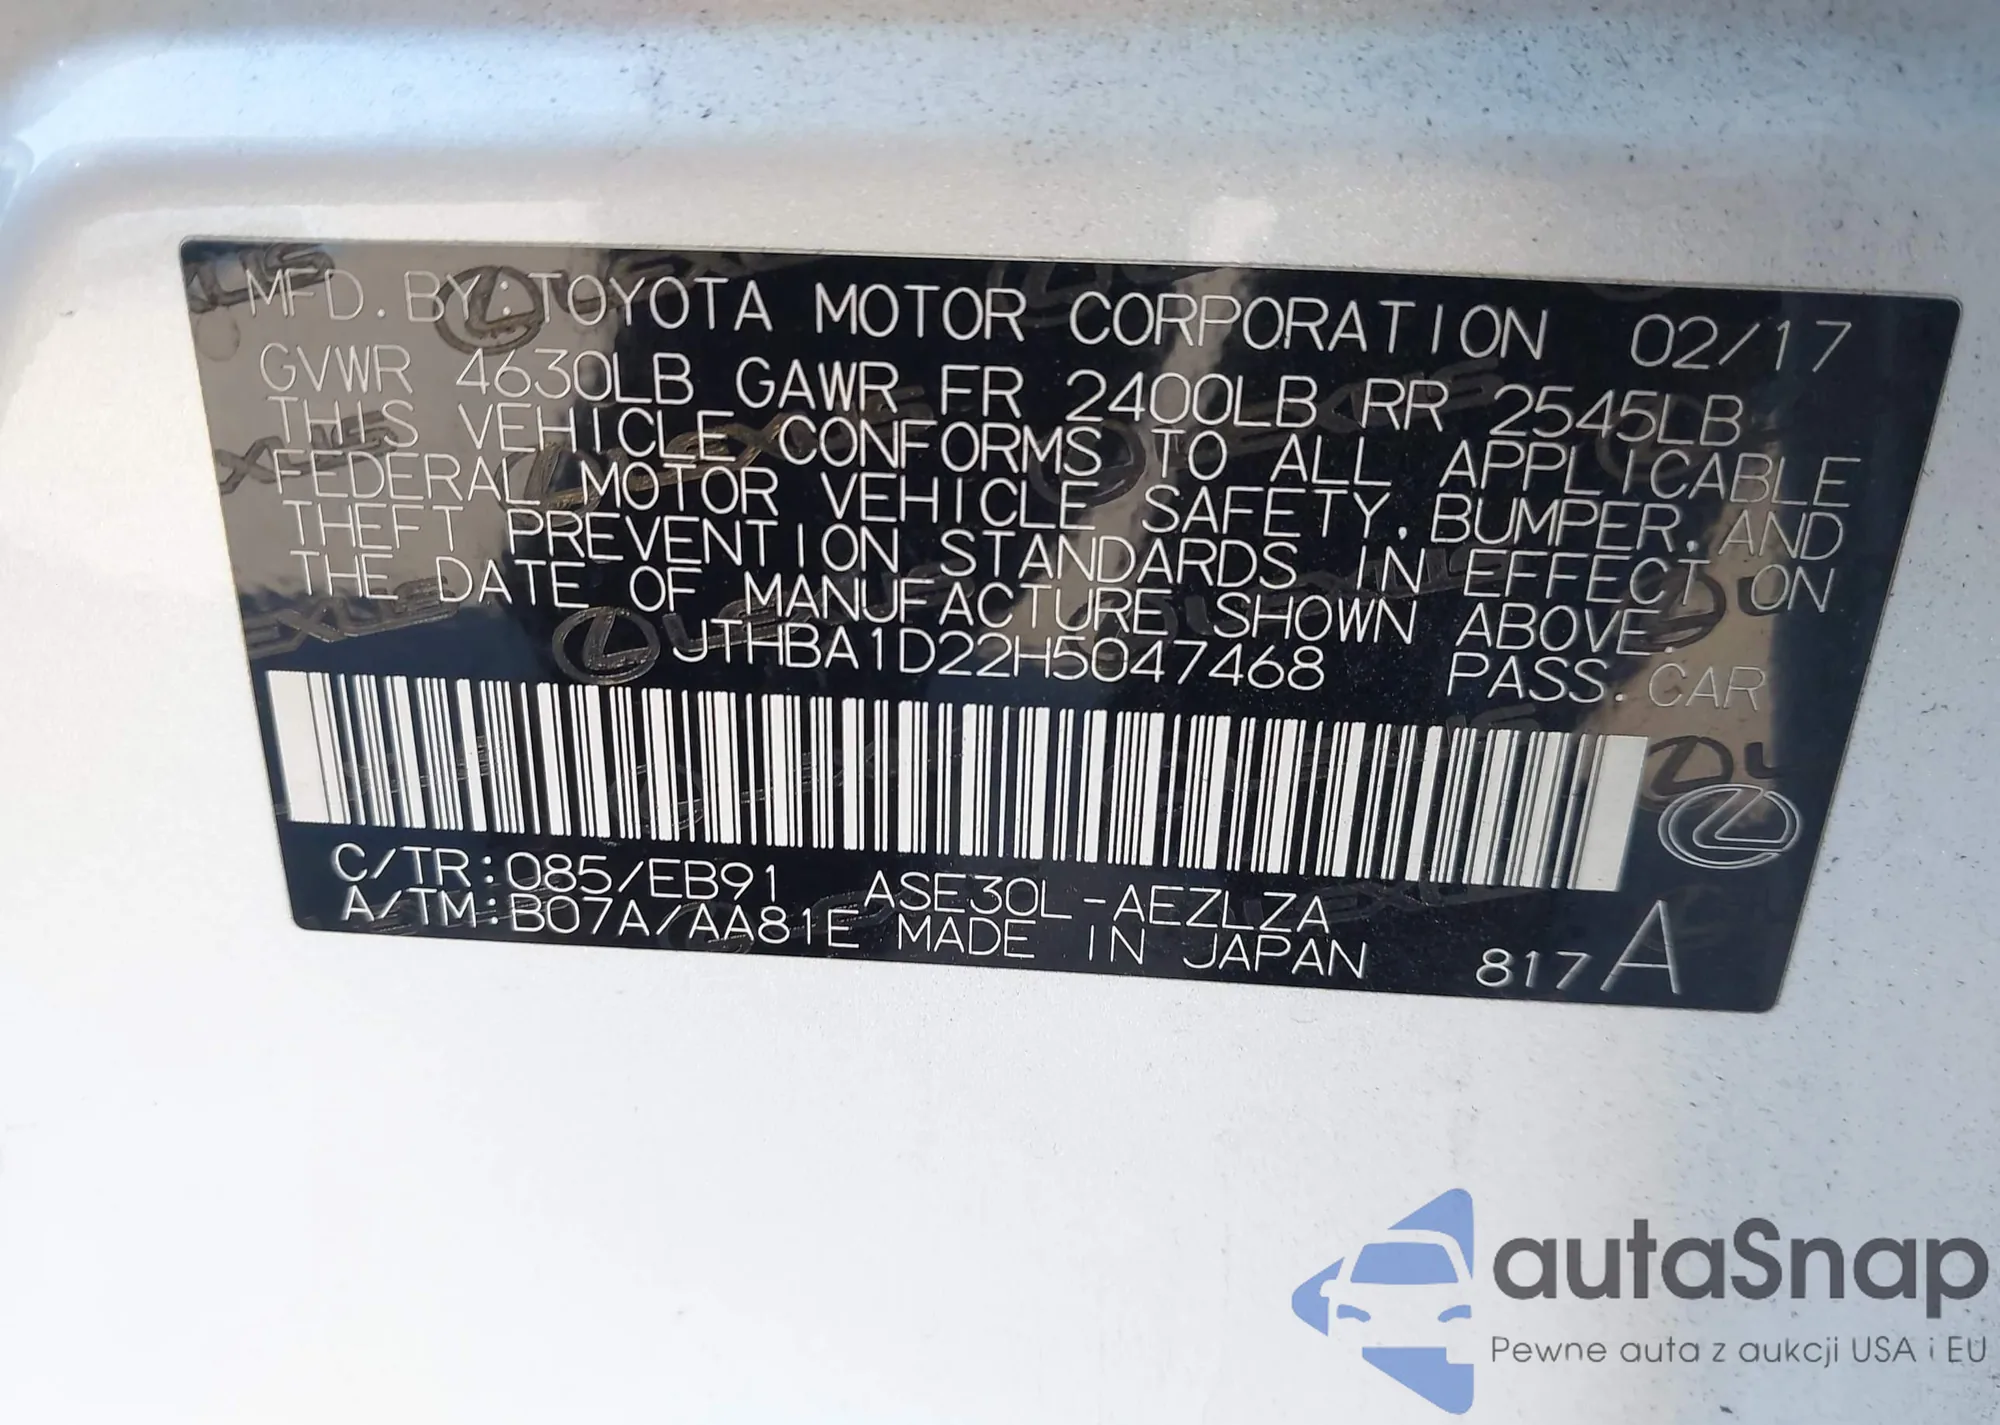 MFD. BY: TOYOTA MOTOR CORPORATION 02/17
GVWR 4630LB GAWR FR 2400LB RR 2545LB
THIS VEHICLE CONFORMS TO ALL APPLICABLE
FEDERAL MOTOR VEHICLE SAFETY, BUMPER, AND
THEFT PREVENTION STANDARDS IN EFFECT ON
THE DATE OF MANUFACTURE SHOWN ABOVE.
JTHBA1D22H5047468 PASS. CAR
C/TR: 085/EB91 ASE30L-AEZLZA
A/TM: B07A/AA81E MADE IN JAPAN 817A
autaSnap
Pewne auta z aukcji USA i EU